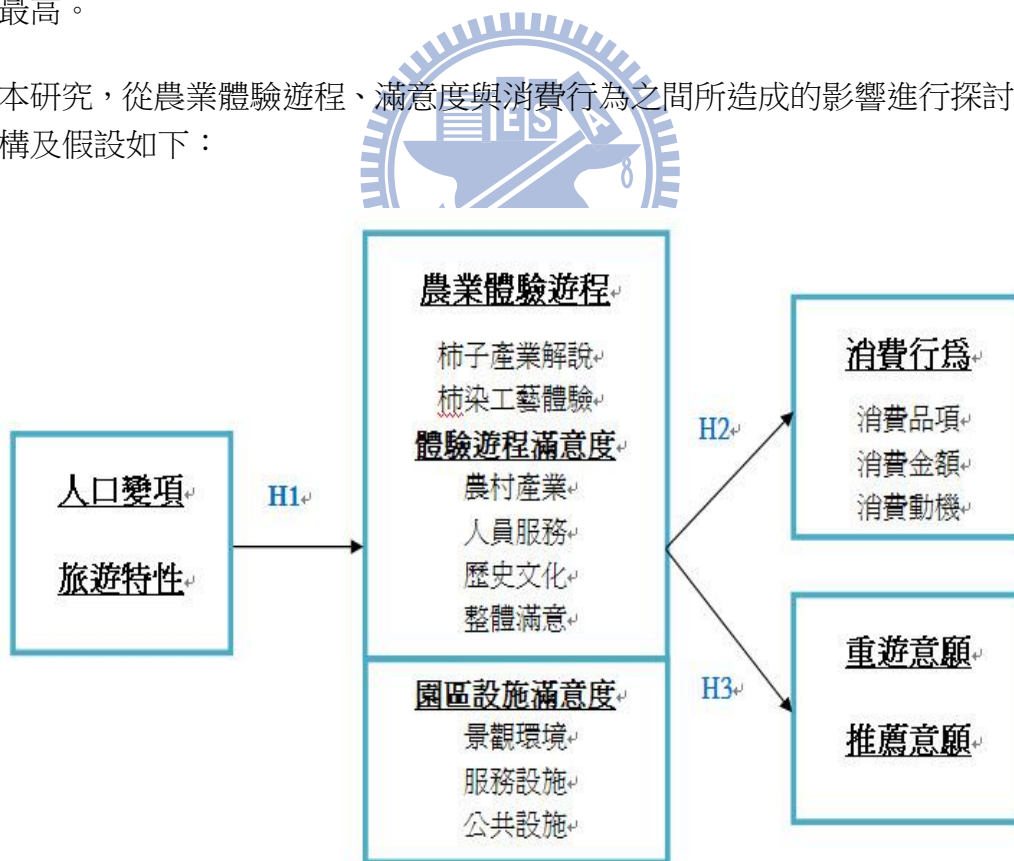 最高。
本研究，從農業體驗遊程、滿意度與消費行為之間所造成的影響進行探討
構及假設如下：
ES A
8
農業體驗遊程
柿子產業解說
柿染工藝體驗
體驗遊程滿意度
農村產業
人員服務
歷史文化
整體滿意
園區設施滿意度
景觀環境
服務設施
公共設施
人口變項
旅遊特性
H1
H2
H3
消費行為
消費品項
消費金額
消費動機
重遊意願
推薦意願